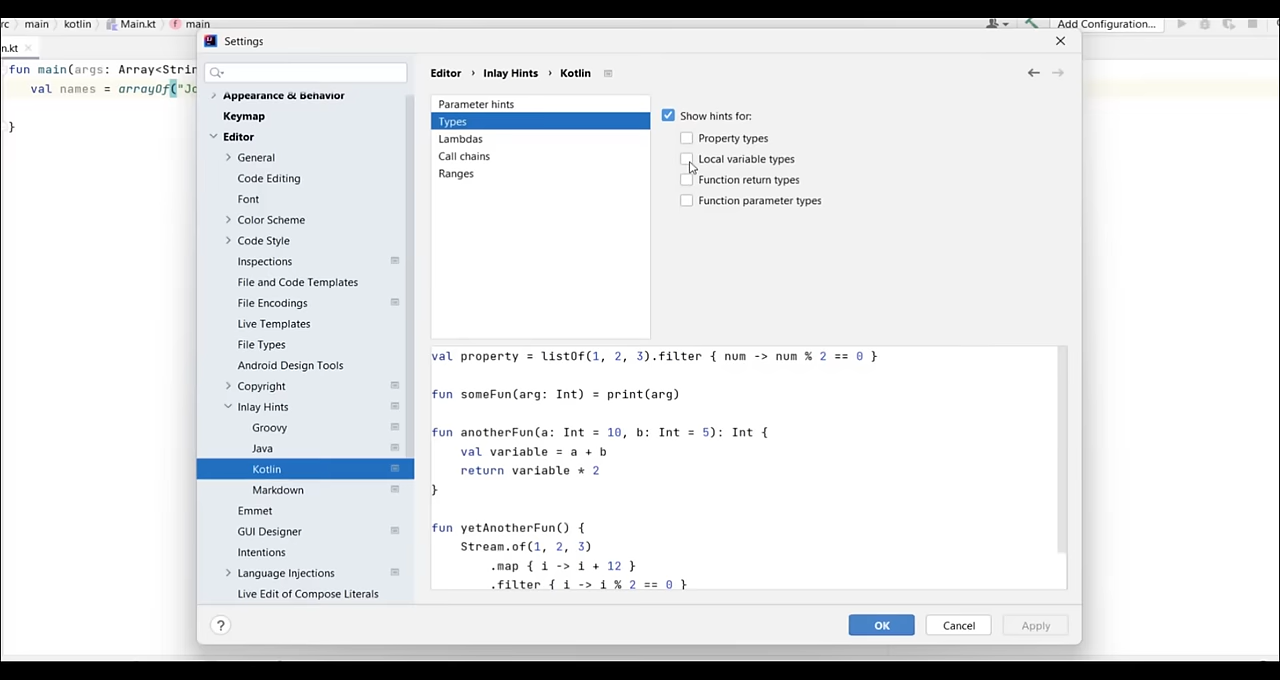 rc main kotlin Main.kt main
Add Configuration...
n.kt
fun main(args: Array<Strin
val names = arrayOf("Jo
}
Settings
Appearance & Behavior
Keymap
Editor
General
Code Editing
Font
Color Scheme
Code Style
Inspections
File and Code Templates
File Encodings
Live Templates
File Types
Android Design Tools
Copyright
Inlay Hints
Groovy
Java
Kotlin
Markdown
Emmet
GUI Designer
Intentions
Language Injections
Live Edit of Compose Literals
Editor › Inlay Hints › Kotlin
Parameter hints
Types
Lambdas
Call chains
Ranges
Show hints for:
Property types
Local variable types
Function return types
Function parameter types
val property = listOf(1, 2, 3).filter { num -> num % 2 == 0 }
fun someFun(arg: Int) = print(arg)
fun anotherFun(a: Int = 10, b: Int = 5): Int {
val variable = a + b
return variable * 2
}
fun yetAnotherFun() {
Stream.of(1, 2, 3)
.map { i -> i + 12 }
.filter { i -> i % 2 == 0 }
?
OK
Cancel
Apply